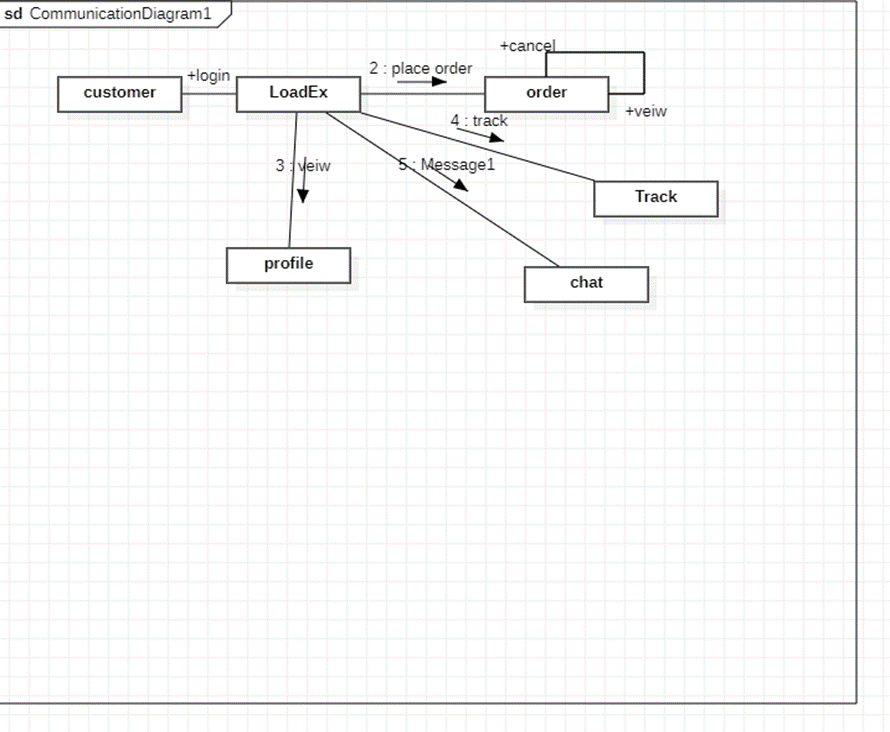 sd CommunicationDiagram1
+cancel
customer
+login
LoadEx
2 : place order
order
+veiw
4 : track
3 : veiw
5 : Message1
Track
profile
chat